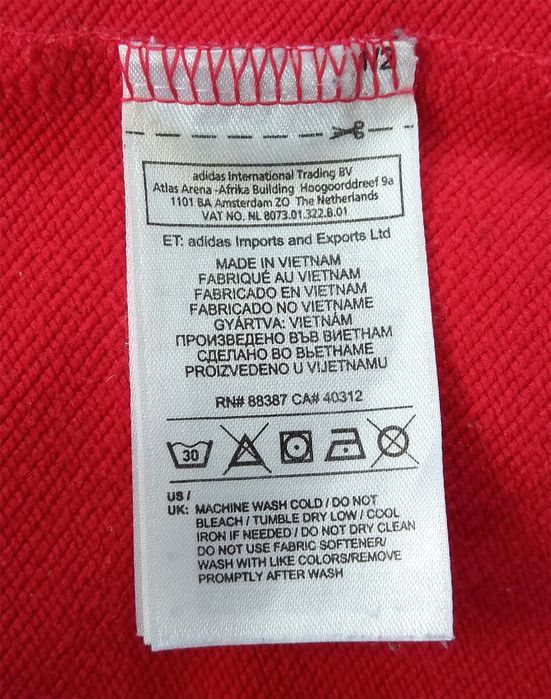 1/2
adidas International Trading BV
Atlas Arena -Afrika Building Hoogoorddreef 9a
1101 BA Amsterdam ZO The Netherlands
VAT NO. NL 8073.01.322.B.01
ET: adidas Imports and Exports Ltd
MADE IN VIETNAM
FABRIQUÉ AU VIETNAM
FABRICADO EN VIETNAM
FABRICADO NO VIETNAME
GYÁRTVA: VIETNÁM
ПРОИЗВЕДЕНО ВЪВ ВИЕТНАМ
СДЕЛАНО ВО ВЬЕТНАМЕ
PROIZVEDENO U VIJETNAMU
RN# 88387 CA# 40312
30
US /
UK: MACHINE WASH COLD / DO NOT
BLEACH / TUMBLE DRY LOW / COOL
IRON IF NEEDED / DO NOT DRY CLEAN
DO NOT USE FABRIC SOFTENER/
WASH WITH LIKE COLORS/REMOVE
PROMPTLY AFTER WASH